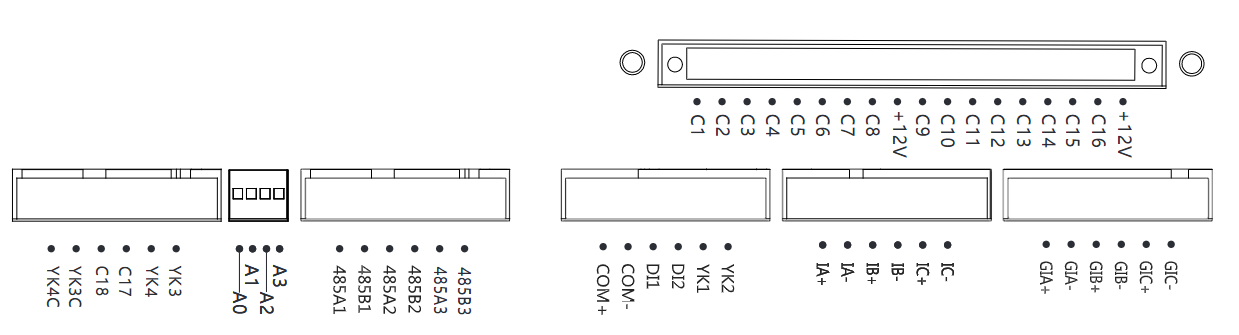 C1 C2 C3 C4 C5 C6 C7 C8 +12V C9 C10 C11 C12 C13 C14 C15 C16 +12V
YK4C YK3C C18 C17 YK4 YK3
A0 A1 A2 A3
485A1 485B1 485A2 485B2 485A3 485B3
COM+ COM- DI1 DI2 YK1 YK2
IA+ IA- IB+ IB- IC+ IC-
GIA+ GIA- GIB+ GIB- GIC+ GIC-